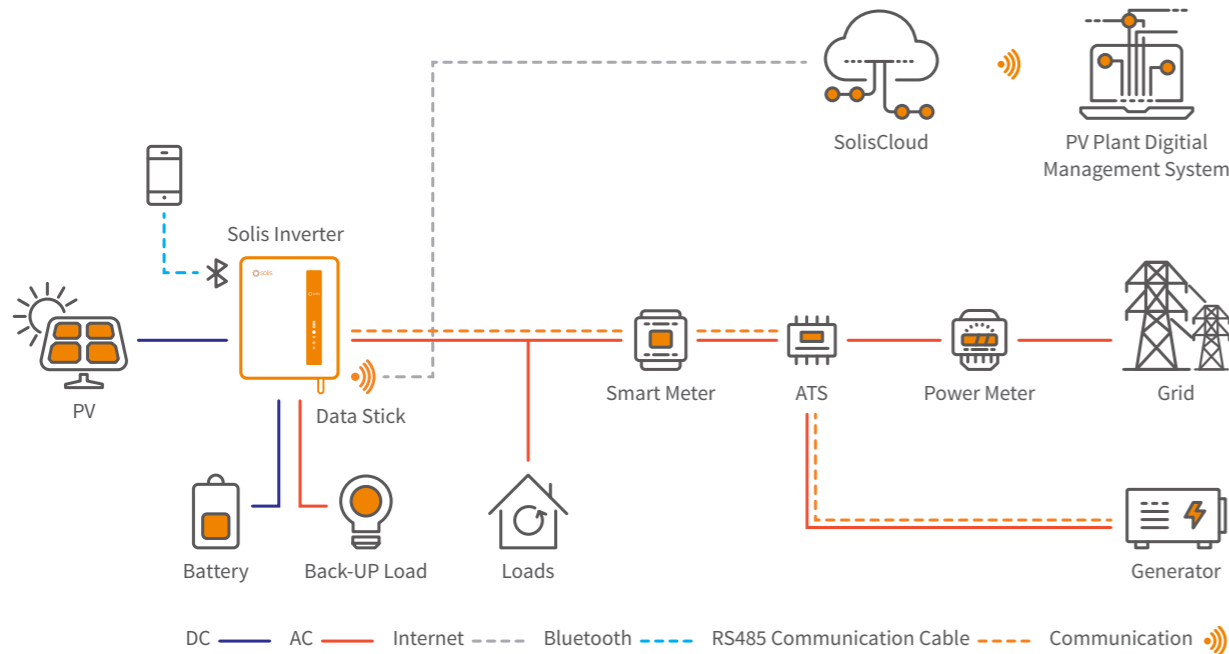 SolisCloud
PV Plant Digitial
Management System
Solis Inverter
solis
PV
Data Stick
Smart Meter
ATS
Power Meter
Grid
Battery
Back-UP Load
Loads
Generator
DC
AC
Internet
Bluetooth
RS485 Communication Cable
Communication